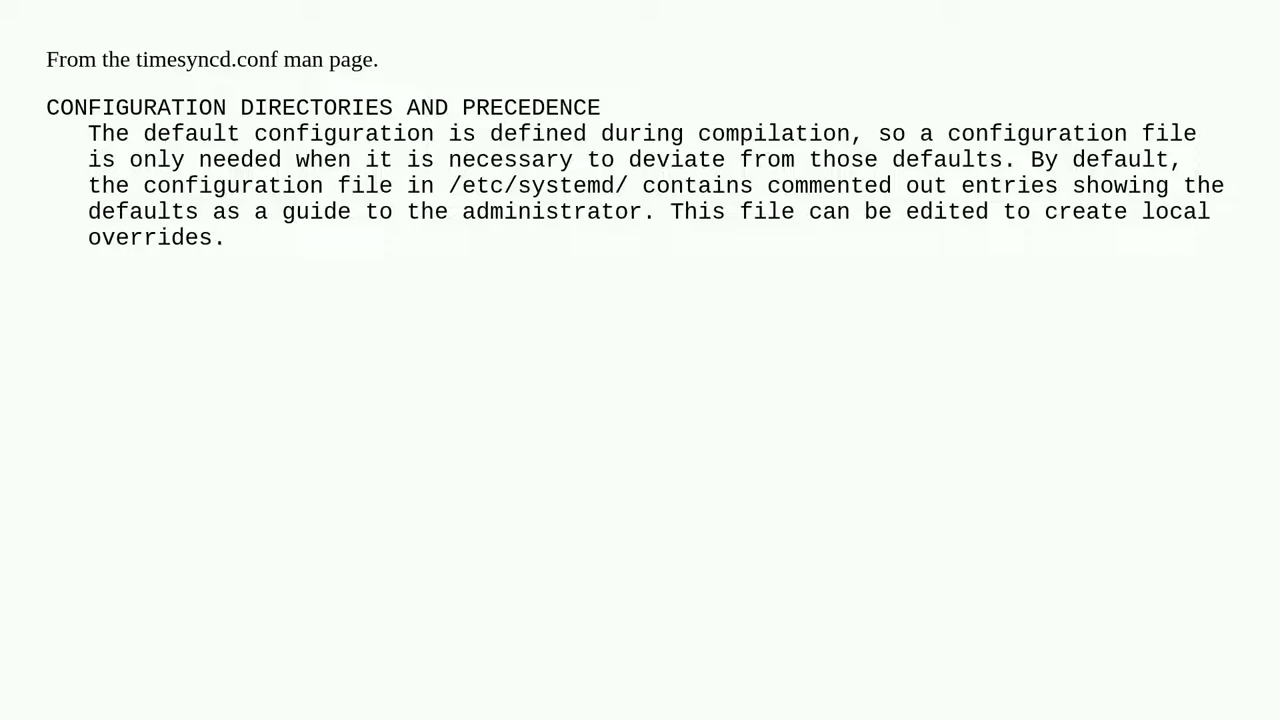 From the timesyncd.conf man page.
CONFIGURATION DIRECTORIES AND PRECEDENCE
The default configuration is defined during compilation, so a configuration file
is only needed when it is necessary to deviate from those defaults. By default,
the configuration file in /etc/systemd/ contains commented out entries showing the
defaults as a guide to the administrator. This file can be edited to create local
overrides.